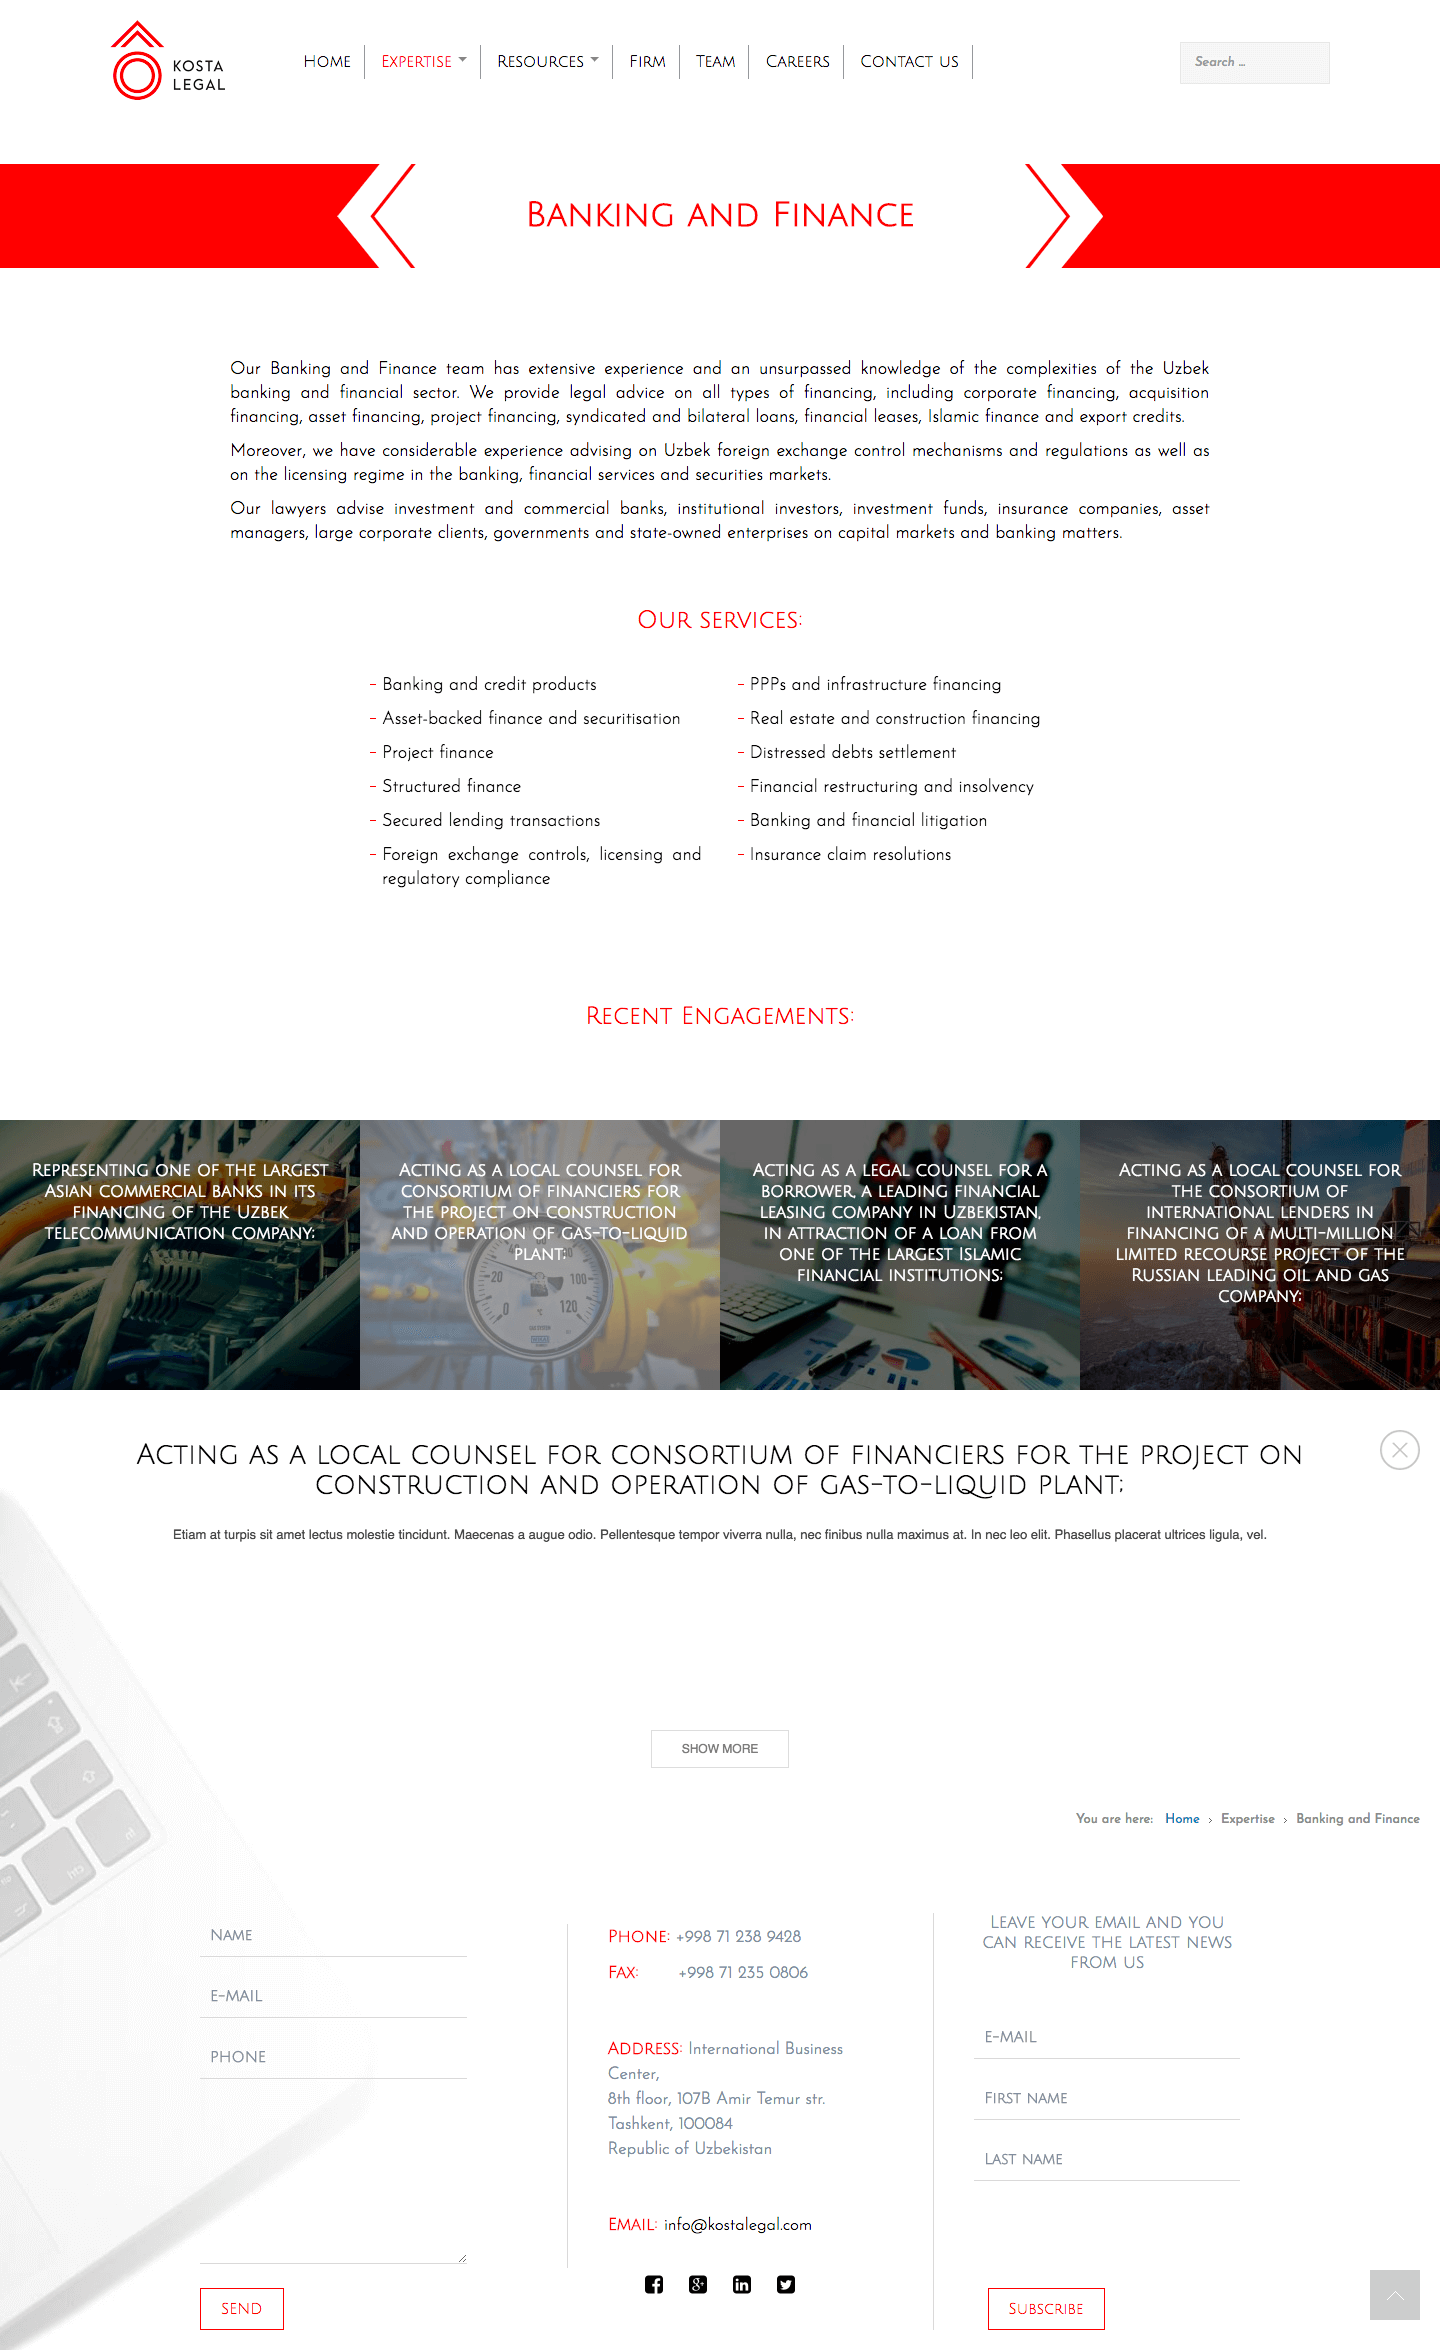 KOSTA
LEGAL
Home
Expertise
Resources
Firm
Team
Careers
Contact us
Search ...
Banking and Finance
Our Banking and Finance team has extensive experience and an unsurpassed knowledge of the complexities of the Uzbek
banking and financial sector. We provide legal advice on all types of financing, including corporate financing, acquisition
financing, asset financing, project financing, syndicated and bilateral loans, financial leases, Islamic finance and export credits.
Moreover, we have considerable experience advising on Uzbek foreign exchange control mechanisms and regulations as well as
on the licensing regime in the banking, financial services and securities markets.
Our lawyers advise investment and commercial banks, institutional investors, investment funds, insurance companies, asset
managers, large corporate clients, governments and state-owned enterprises on capital markets and banking matters.
Our services:
- Banking and credit products
- Asset-backed finance and securitisation
- Project finance
- Structured finance
- Secured lending transactions
- Foreign exchange controls, licensing and
regulatory compliance
- PPPs and infrastructure financing
- Real estate and construction financing
- Distressed debts settlement
- Financial restructuring and insolvency
- Banking and financial litigation
- Insurance claim resolutions
Recent Engagements:
Representing one of the largest
Asian commercial banks in its
financing of the Uzbek
telecommunication company;
Acting as a local counsel for
consortium of financiers for
the project on construction
and operation of gas-to-liquid
plant;
20
100
0
120
Acting as a legal counsel for a
borrower, a leading financial
leasing company in Uzbekistan,
in attraction of a loan from
one of the largest Islamic
financial institutions;
Acting as a local counsel for
the consortium of
international lenders in
financing of a multi-million
limited recourse project of the
Russian leading oil and gas
company;
Acting as a local counsel for consortium of financiers for the project on
construction and operation of gas-to-liquid plant;
Etiam at turpis sit amet lectus molestie tincidunt. Maecenas a augue odio. Pellentesque tempor viverra nulla, nec finibus nulla maximus at. In nec leo elit. Phasellus placerat ultrices ligula, vel.
SHOW MORE
You are here: Home › Expertise › Banking and Finance
Name
e-mail
phone
SEND
Phone: +998 71 238 9428
Fax: +998 71 235 0806
Address: International Business
Center,
8th floor, 107B Amir Temur str.
Tashkent, 100084
Republic of Uzbekistan
EMAIL: info@kostalegal.com
Leave your email and you
can receive the latest news
from us
e-mail
First name
Last name
Subscribe